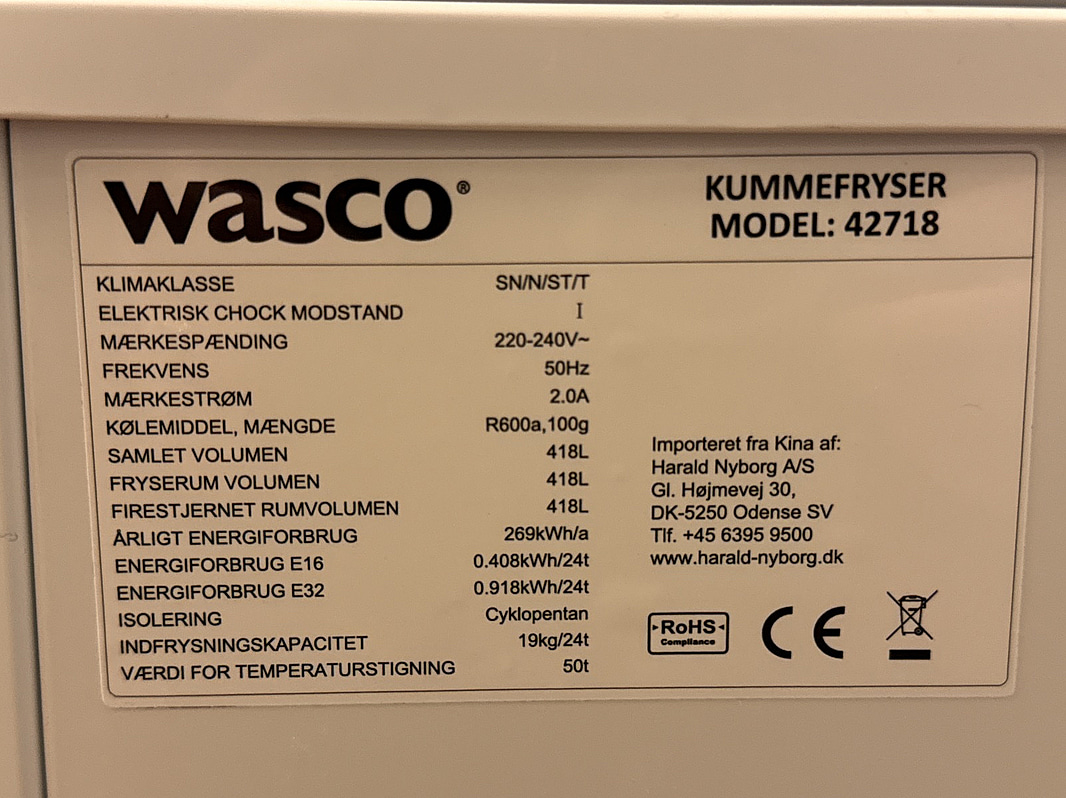 wasco®
KUMMEFRYSER
MODEL: 42718
KLIMAKLASSE SN/N/ST/T
ELEKTRISK CHOCK MODSTAND I
MÆRKESPÆNDING 220-240V~
FREKVENS 50Hz
MÆRKESTRØM 2.0A
KØLEMIDDEL, MÆNGDE R600a,100g
SAMLET VOLUMEN 418L
FRYSERUM VOLUMEN 418L
FIRESTJERNET RUMVOLUMEN 418L
ÅRLIGT ENERGIFORBRUG 269kWh/a
ENERGIFORBRUG E16 0.408kWh/24t
ENERGIFORBRUG E32 0.918kWh/24t
ISOLERING Cyklopentan
INDFRYSNINGSKAPACITET 19kg/24t
VÆRDI FOR TEMPERATURSTIGNING 50t
Importeret fra Kina af:
Harald Nyborg A/S
Gl. Højmevej 30,
DK-5250 Odense SV
Tlf. +45 6395 9500
www.harald-nyborg.dk
RoHS
Compliance
CE